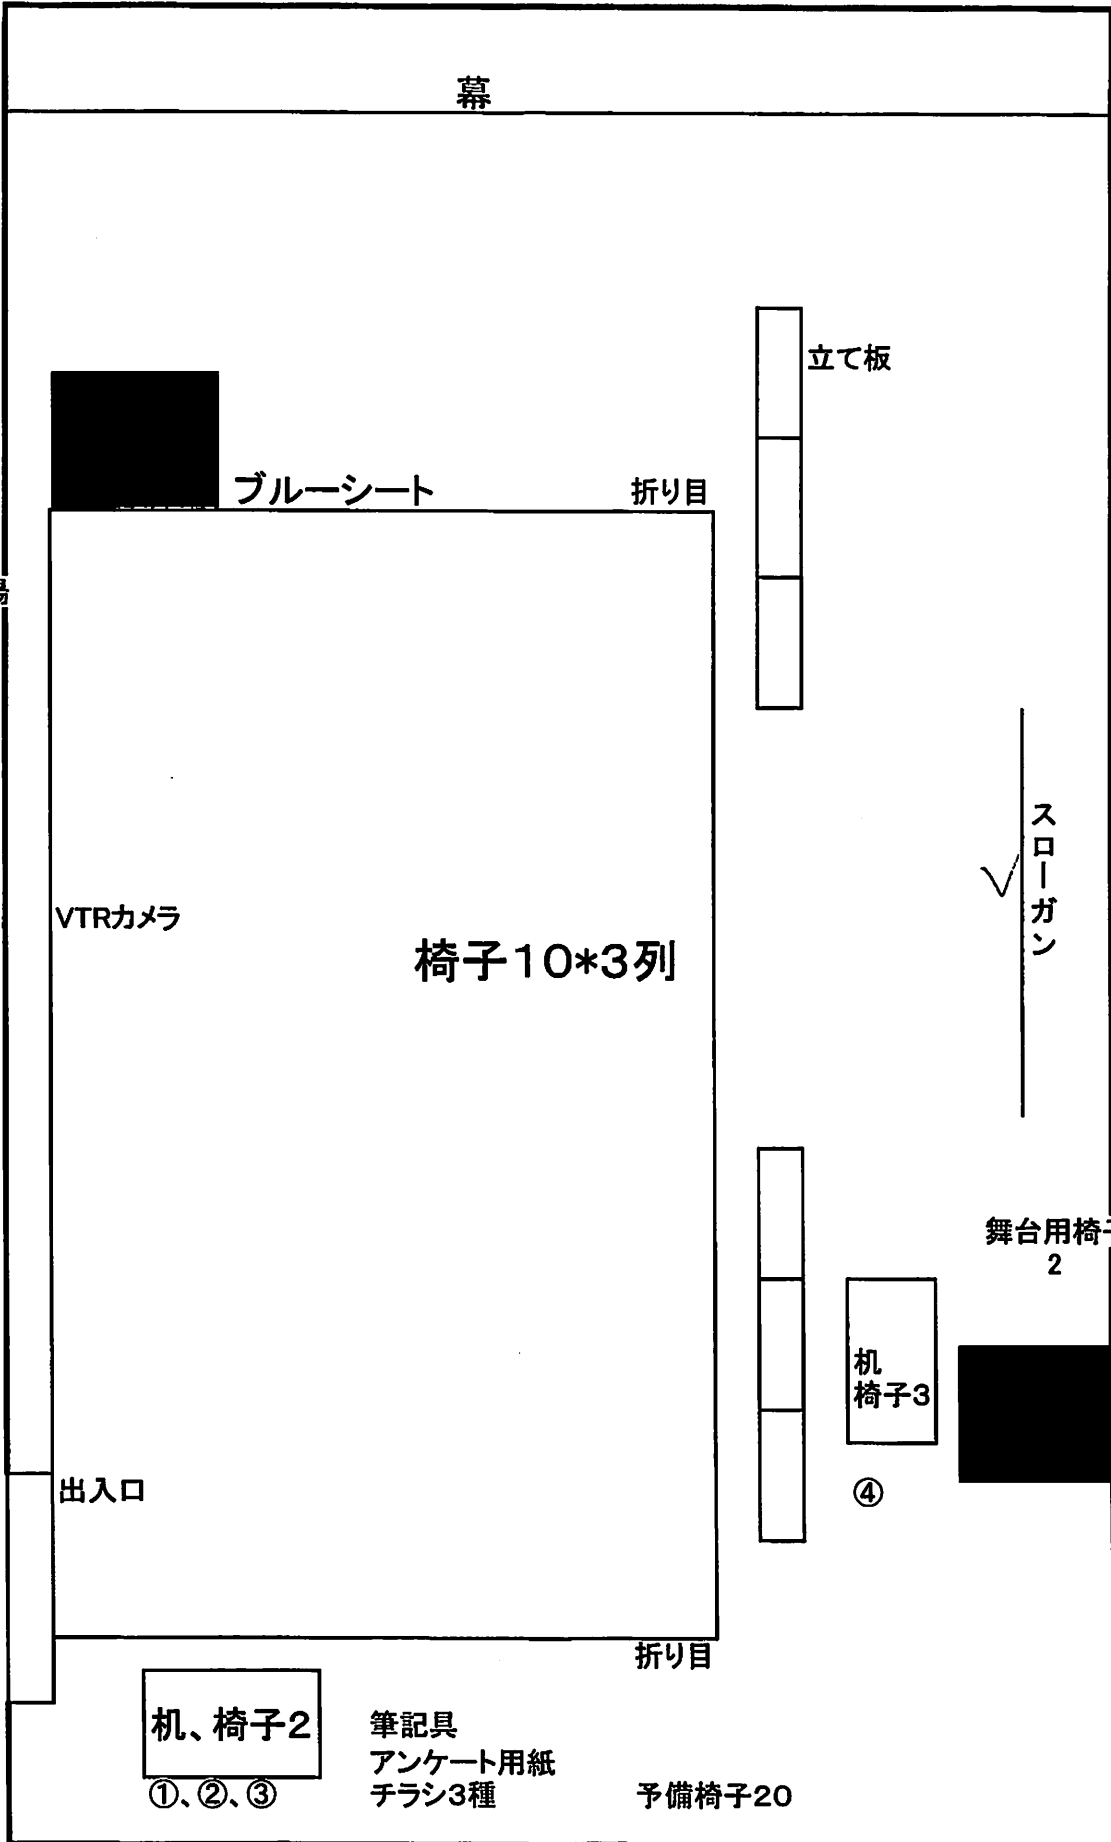 幕
立て板
ブルーシート
折り目
スローガン
VTRカメラ
椅子10*3列
舞台用椅子
2
机
椅子3
出入口
④
折り目
机、椅子2
①、②、③
筆記具
アンケート用紙
チラシ3種
予備椅子20